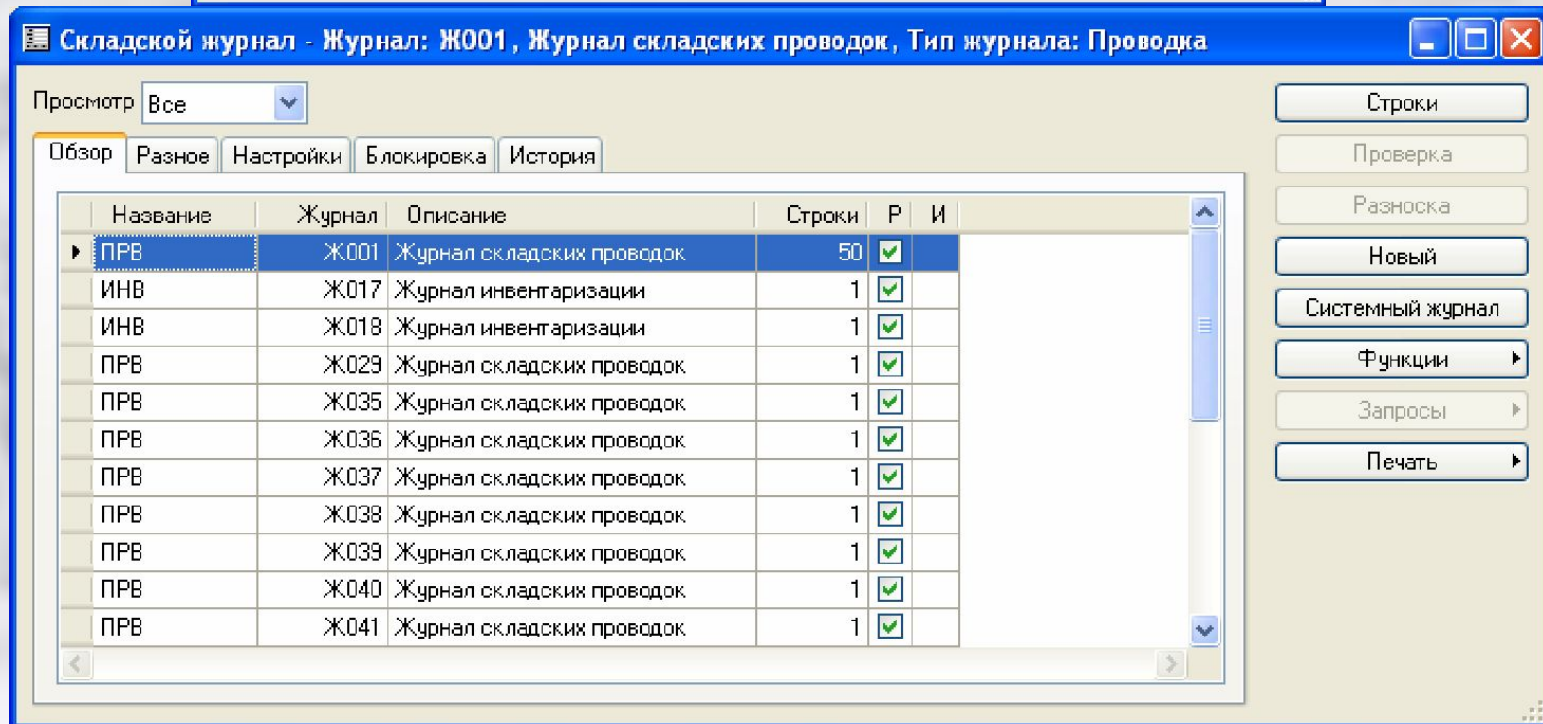 Складской журнал - Журнал: Ж001, Журнал складских проводок, Тип журнала: Проводка
Просмотр Все
Обзор Разное Настройки Блокировка История
Название Журнал Описание Строки Р И
ПРВ Ж001 Журнал складских проводок 50
ИНВ Ж017 Журнал инвентаризации 1
ИНВ Ж018 Журнал инвентаризации 1
ПРВ Ж029 Журнал складских проводок 1
ПРВ Ж035 Журнал складских проводок 1
ПРВ Ж036 Журнал складских проводок 1
ПРВ Ж037 Журнал складских проводок 1
ПРВ Ж038 Журнал складских проводок 1
ПРВ Ж039 Журнал складских проводок 1
ПРВ Ж040 Журнал складских проводок 1
ПРВ Ж041 Журнал складских проводок 1
Строки
Проверка
Разноска
Новый
Системный журнал
Функции
Запросы
Печать